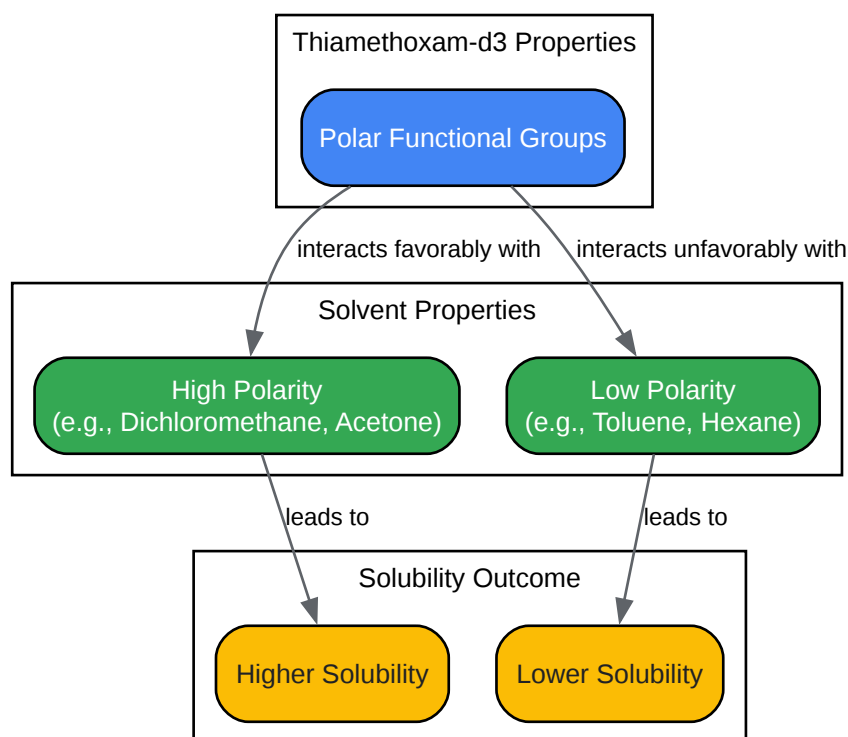 Thiamethoxam-d3 Properties
Polar Functional Groups
interacts favorably with
interacts unfavorably with
Solvent Properties
High Polarity
(e.g., Dichloromethane, Acetone)
Low Polarity
(e.g., Toluene, Hexane)
leads to
leads to
Solubility Outcome
Higher Solubility
Lower Solubility